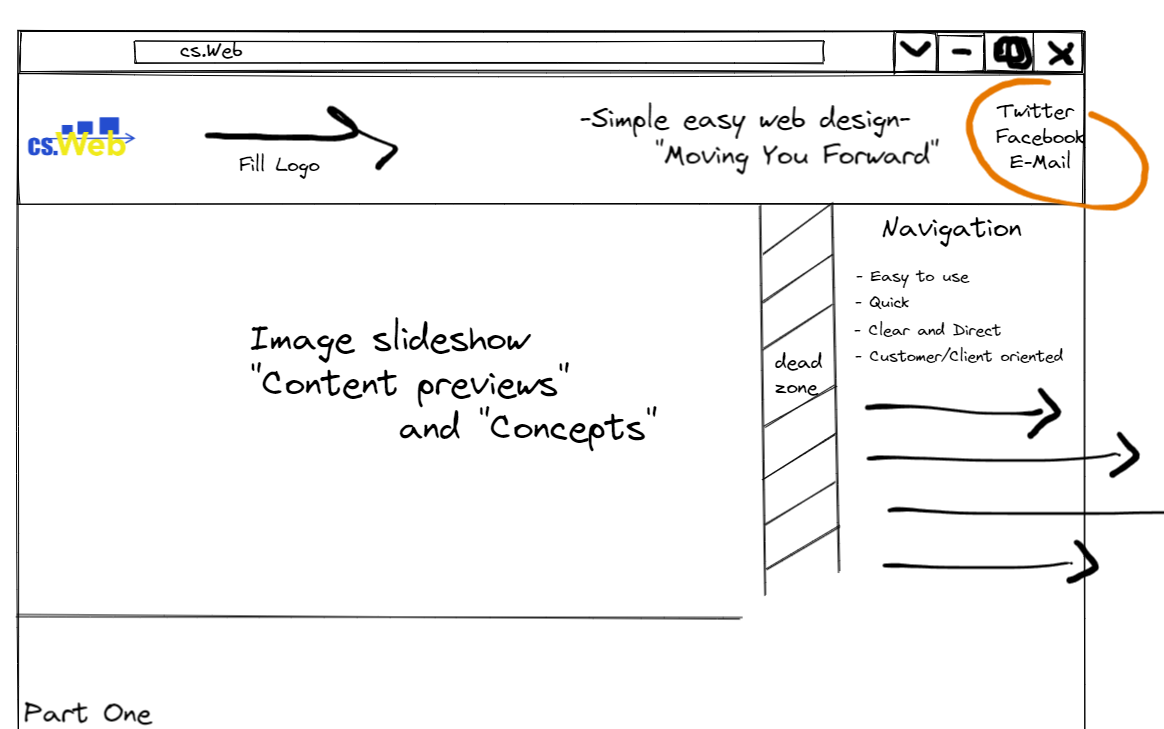 cs.Web
cs.Web
Fill Logo
-Simple easy web design-
"Moving You Forward"
Twitter
Facebook
E-Mail
Image slideshow
"Content previews"
and "Concepts"
dead
zone
Navigation
- Easy to use
- Quick
- Clear and Direct
- Customer/Client oriented
Part One